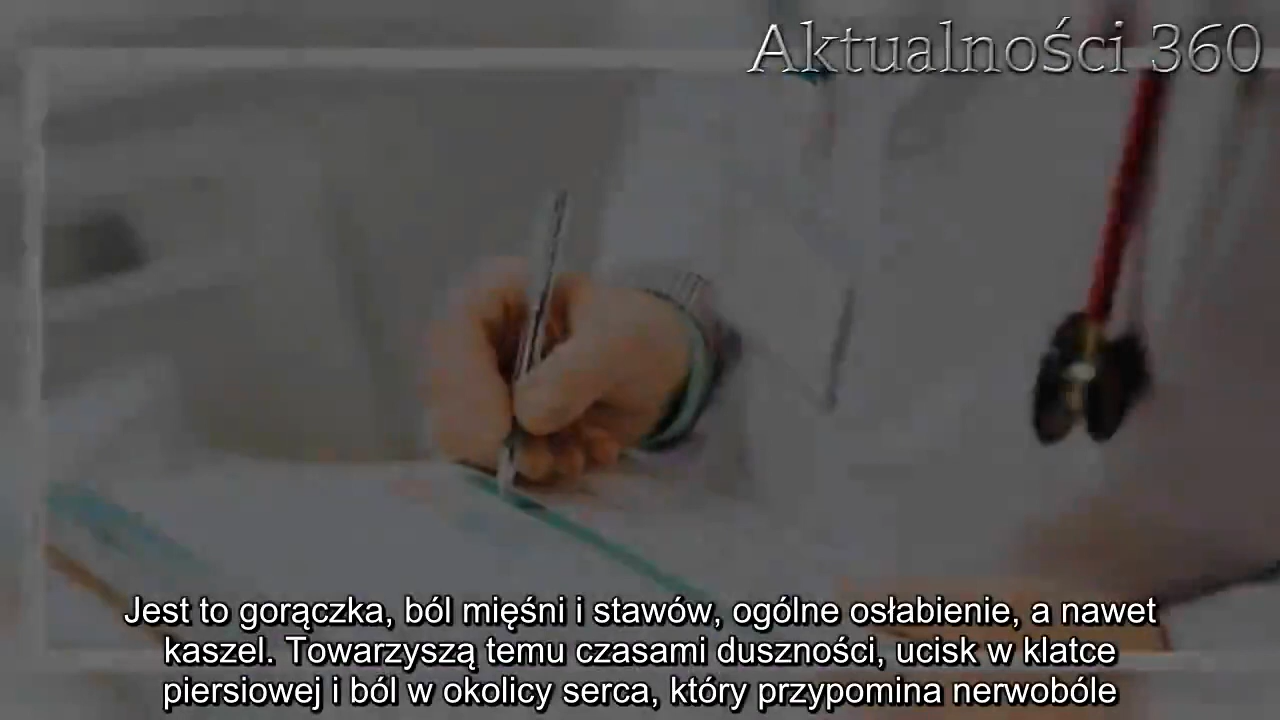 Aktualności 360
Jest to gorączka, ból mięśni i stawów, ogólne osłabienie, a nawet
kaszel. Towarzyszą temu czasami duszności, ucisk w klatce
piersiowej i ból w okolicy serca, który przypomina nerwobóle